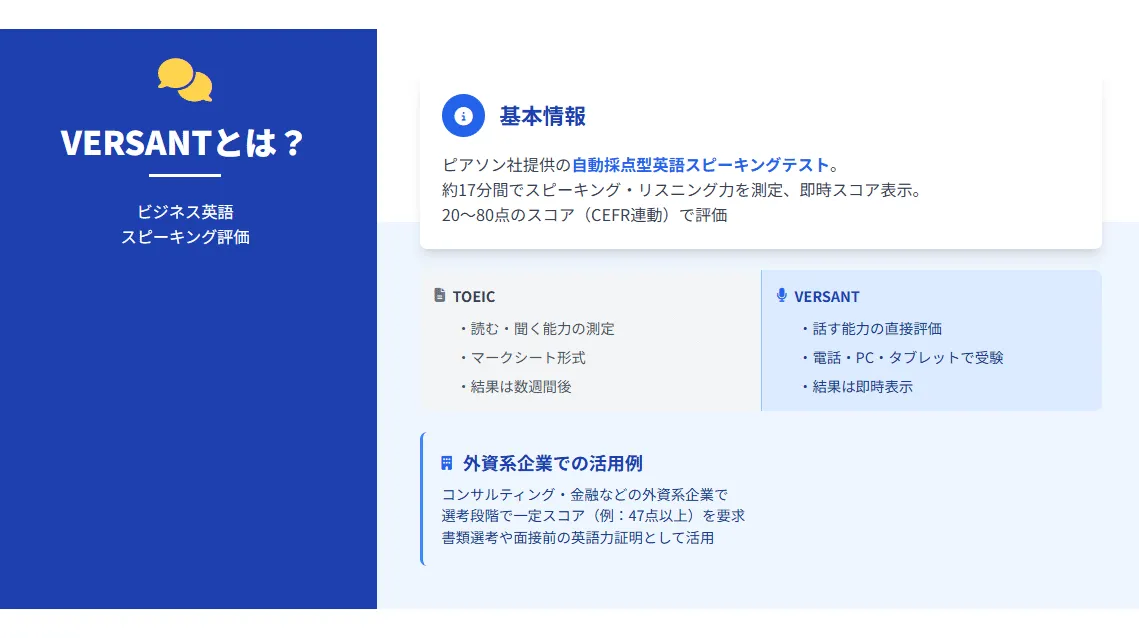 VERSANTとは？
ビジネス英語
スピーキング評価
基本情報
ピアソン社提供の自動採点型英語スピーキングテスト。
約17分間でスピーキング・リスニング力を測定、即時スコア表示。
20〜80点のスコア（CEFR連動）で評価
TOEIC
・読む・聞く能力の測定
・マークシート形式
・結果は数週間後
VERSANT
・話す能力の直接評価
・電話・PC・タブレットで受験
・結果は即時表示
外資系企業での活用例
コンサルティング・金融などの外資系企業で
選考段階で一定スコア（例：47点以上）を要求
書類選考や面接前の英語力証明として活用